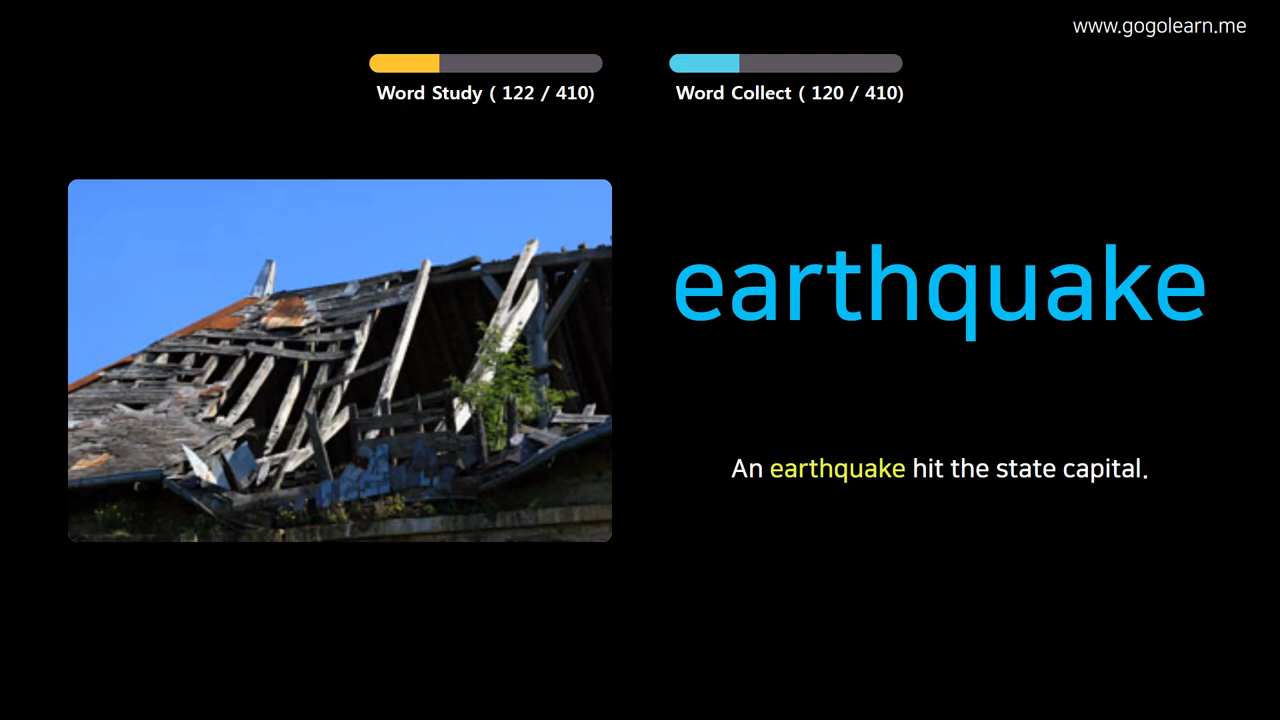 www.gogolearn.me
Word Study ( 122 / 410)
Word Collect ( 120 / 410)
earthquake
An earthquake hit the state capital.